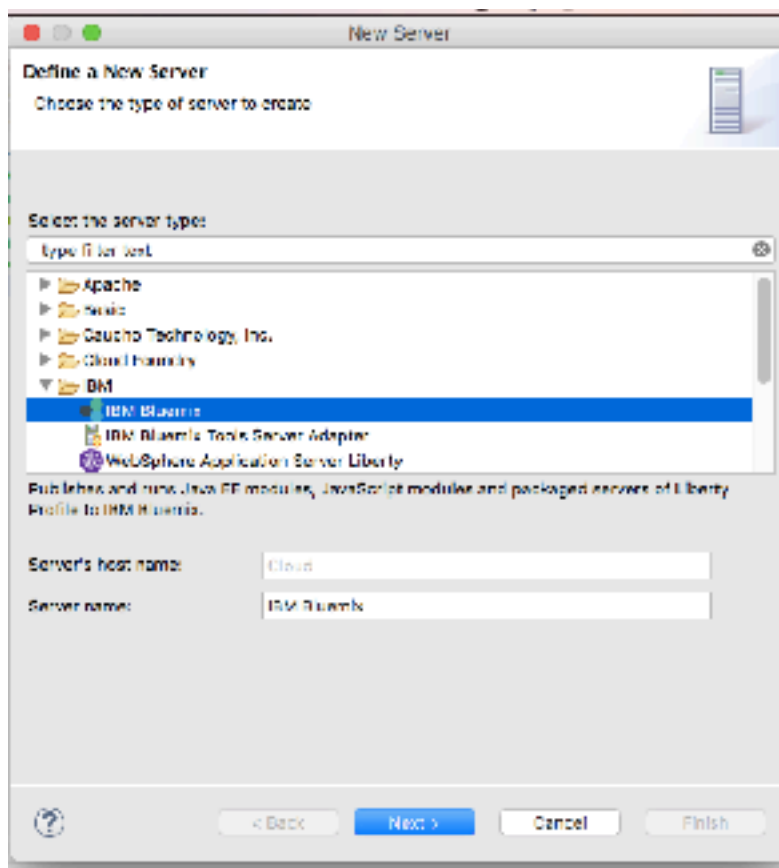 New Server
Define a New Server
Choose the type of server to create
Select the server type:
type filter text
Apache
Basic
Caucho Technology, Inc.
Cloud Foundry
IBM
IBM Bluemix
IBM Bluemix Tools Server Adapter
WebSphere Application Server Liberty
Publishes and runs Java EE modules, JavaScript modules and packaged servers of Liberty
Profile to IBM Bluemix.
Server's host name: Cloud
Server name: IBM Bluemix
? < Back Next > Cancel Finish